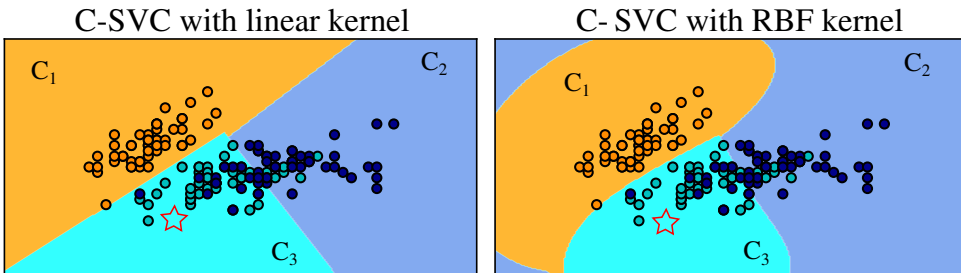 C-SVC with linear kernel
C- SVC with RBF kernel
C₁
C₂
C₃
C₁
C₂
C₃